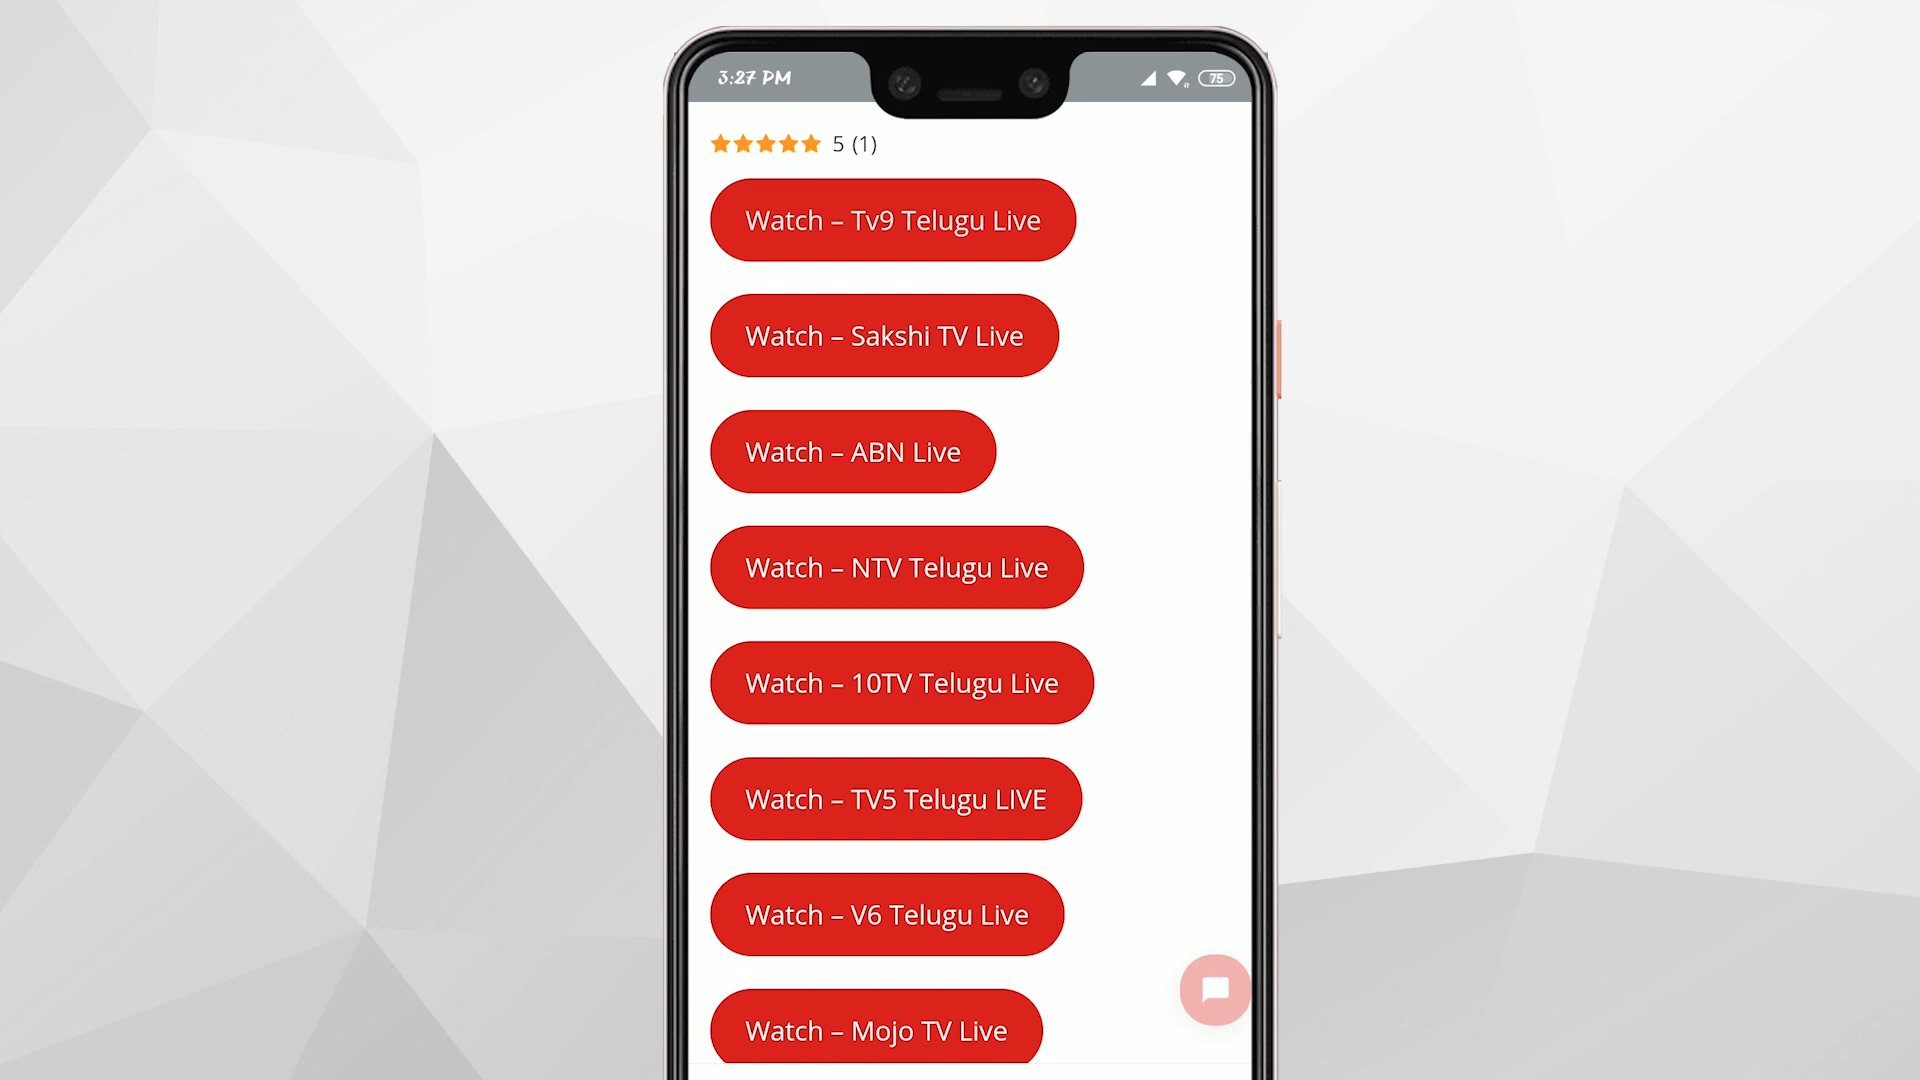 3:27 PM
75
5 (1)
Watch – Tv9 Telugu Live
Watch – Sakshi TV Live
Watch – ABN Live
Watch – NTV Telugu Live
Watch – 10TV Telugu Live
Watch – TV5 Telugu LIVE
Watch – V6 Telugu Live
Watch – Mojo TV Live